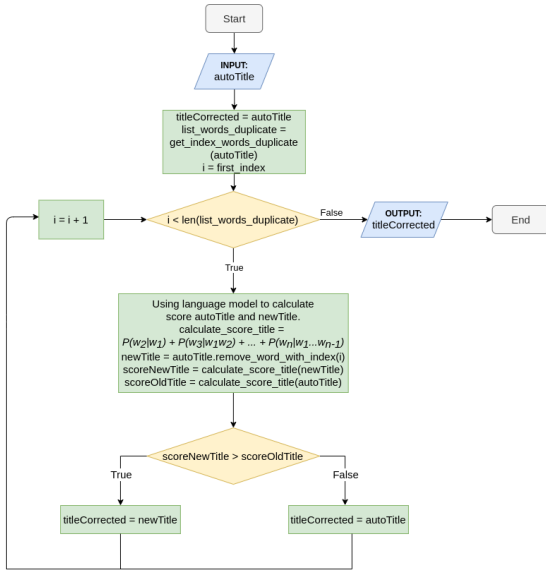 Start
INPUT:
autoTitle
titleCorrected = autoTitle
list_words_duplicate =
get_index_words_duplicate
(autoTitle)
i = first_index
i = i + 1
i < len(list_words_duplicate)
False
OUTPUT:
titleCorrected
End
True
Using language model to calculate
score autoTitle and newTitle.
calculate_score_title =
P(w2|w1) + P(w3|w1w2) + ... + P(wn|w1...wn-1)
newTitle = autoTitle.remove_word_with_index(i)
scoreNewTitle = calculate_score_title(newTitle)
scoreOldTitle = calculate_score_title(autoTitle)
scoreNewTitle > scoreOldTitle
True
False
titleCorrected = newTitle
titleCorrected = autoTitle